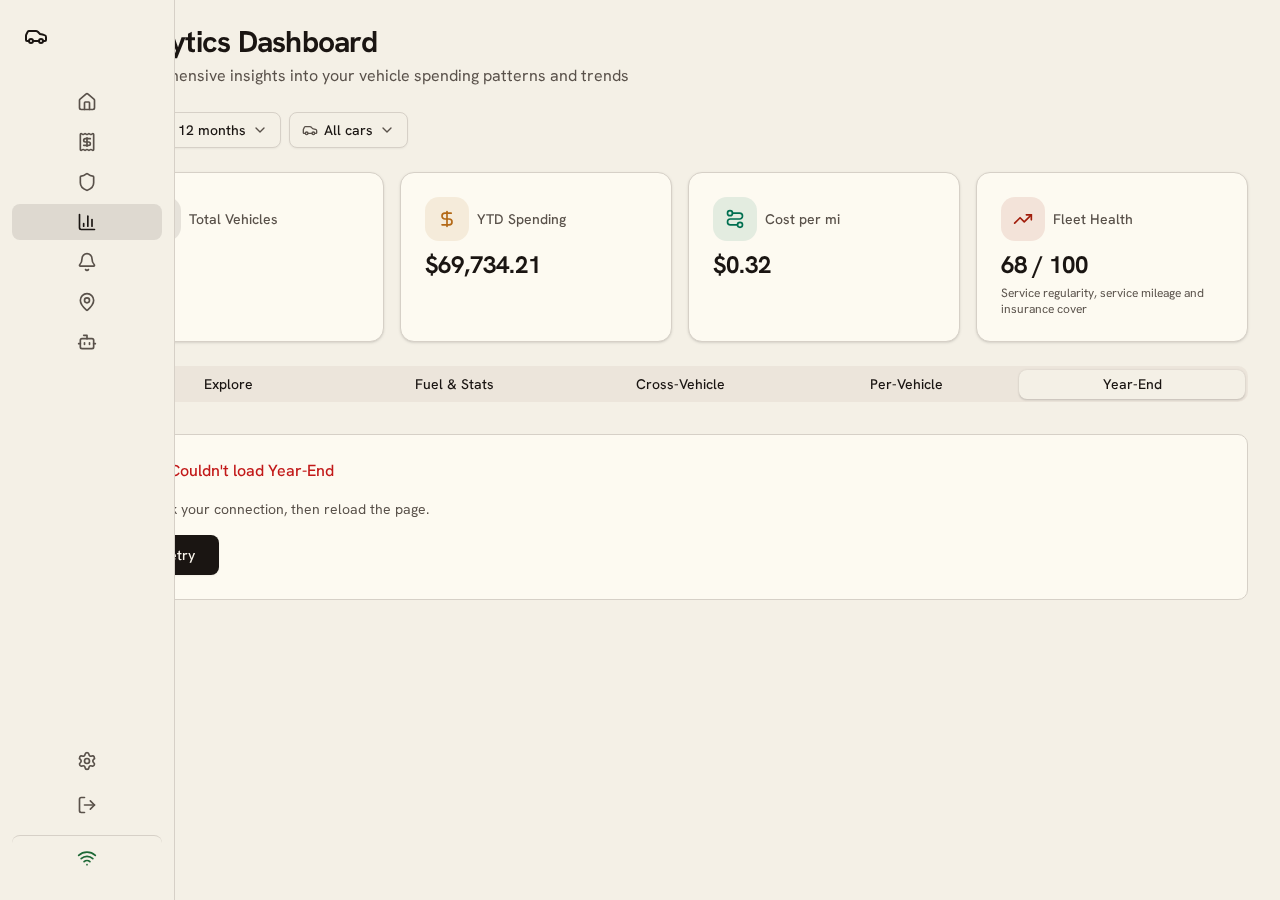 ytics Dashboard
hensive insights into your vehicle spending patterns and trends
12 months
All cars
Total Vehicles
YTD Spending
$69,734.21
Cost per mi
$0.32
Fleet Health
68 / 100
Service regularity, service mileage and
insurance cover
Explore
Fuel & Stats
Cross-Vehicle
Per-Vehicle
Year-End
Couldn't load Year-End
k your connection, then reload the page.
etry